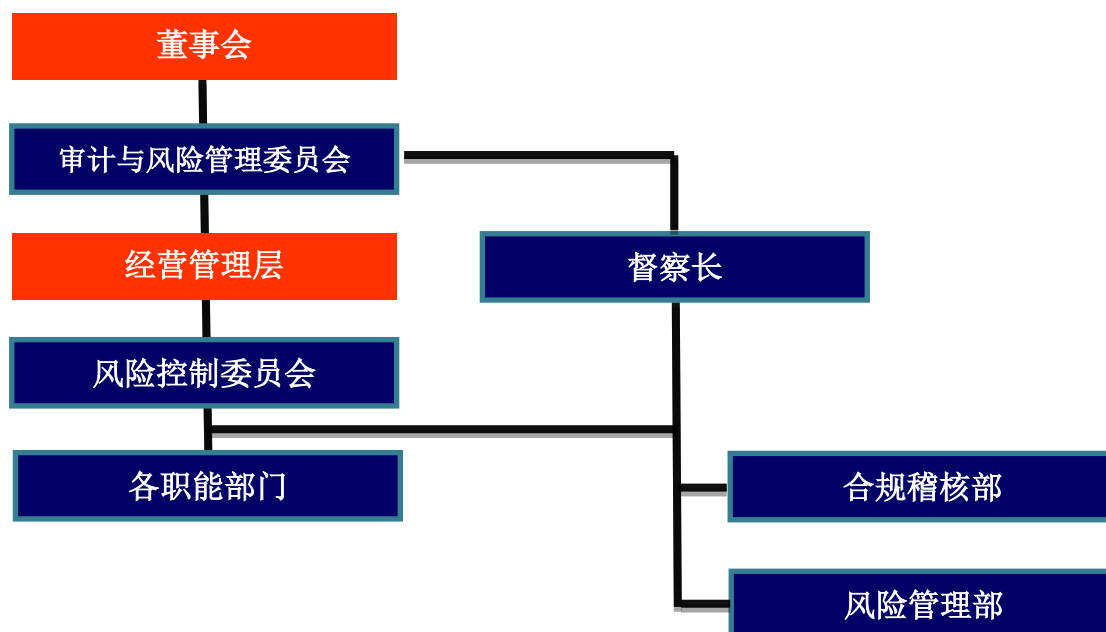 董事会
审计与风险管理委员会
经营管理层
督察长
风险控制委员会
各职能部门
合规稽核部
风险管理部